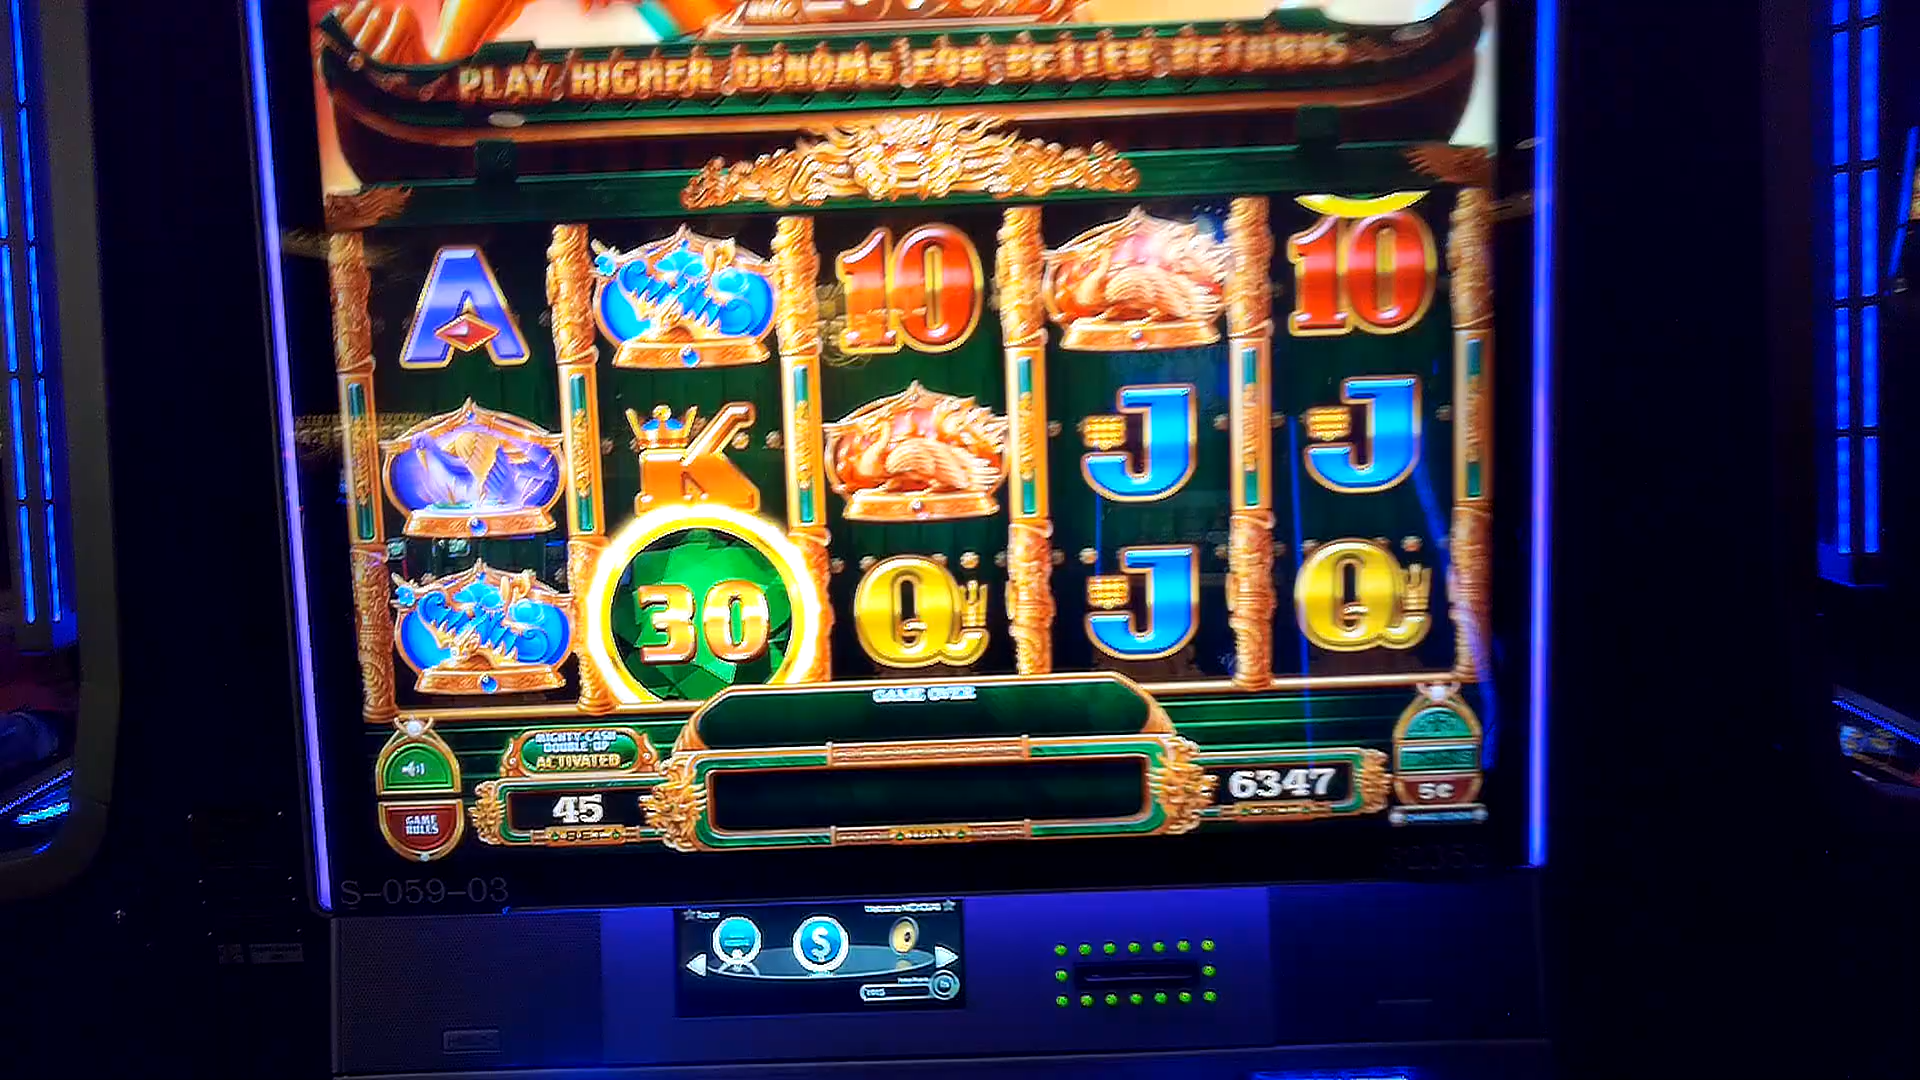 PLAY HIGHER DENOMS FOR BETTER RETURNS
A
10
10
K
J
J
30
Q
J
Q
GAME OVER
MIGHTY CASH
DOUBLE UP
ACTIVATED
45
BET
6347
5¢
GAME
RULES
S-059-03
$